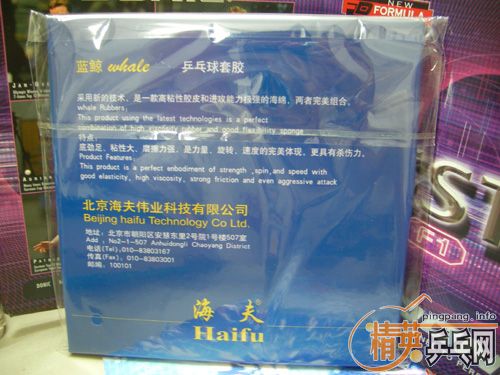 NEW
FORMULA
蓝鲸 whale 乒乓球套胶
采用新的技术，是一款高粘性胶皮和进攻能力极强的海绵，两者完美组合。
whale Rubbers,
This product using the latest technologies is a perfect
combination of high viscosity rubber and good flexibility sponge
特点：
底劲足，粘性大，磨擦力强，是力量，旋转，速度的完美体现，更具有杀伤力。
Product Features
This product is a perfect enbodiment of strength ,spin,and speed with
good elasticity, high viscosity, strong friction and even aggressive attack
北京海夫伟业科技有限公司
Beijing haifu Technology Co Ltd.
地址：北京市朝阳区安慧东里2号院1号楼507室
Add ，No2-1-507 Anhuidongli Chaoyang District
电话(Tel)，010-83803167
传真(Fax)，010-83803001
邮编，100101
海夫®
Haifu
pingpang.info
精英乒乓网